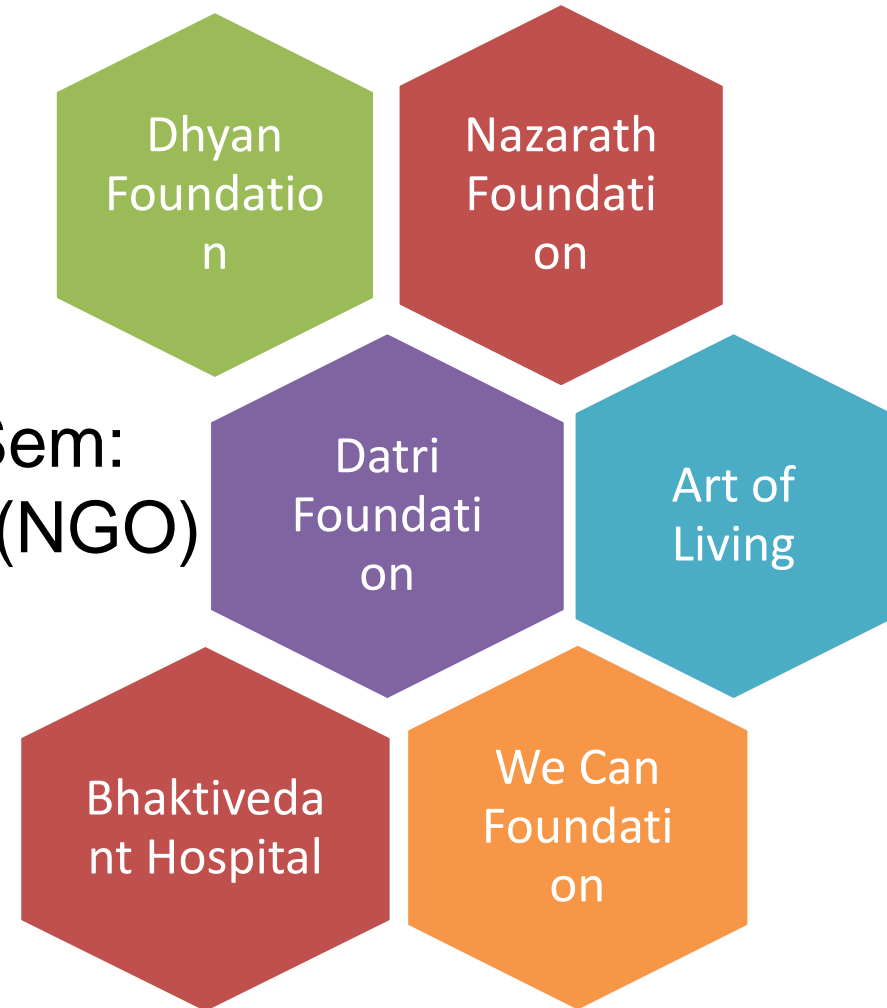 Dhyan
Foundatio
n
Nazarath
Foundati
on
Sem:
(NGO)
Datri
Foundati
on
Art of
Living
Bhaktiveda
nt Hospital
We Can
Foundati
on